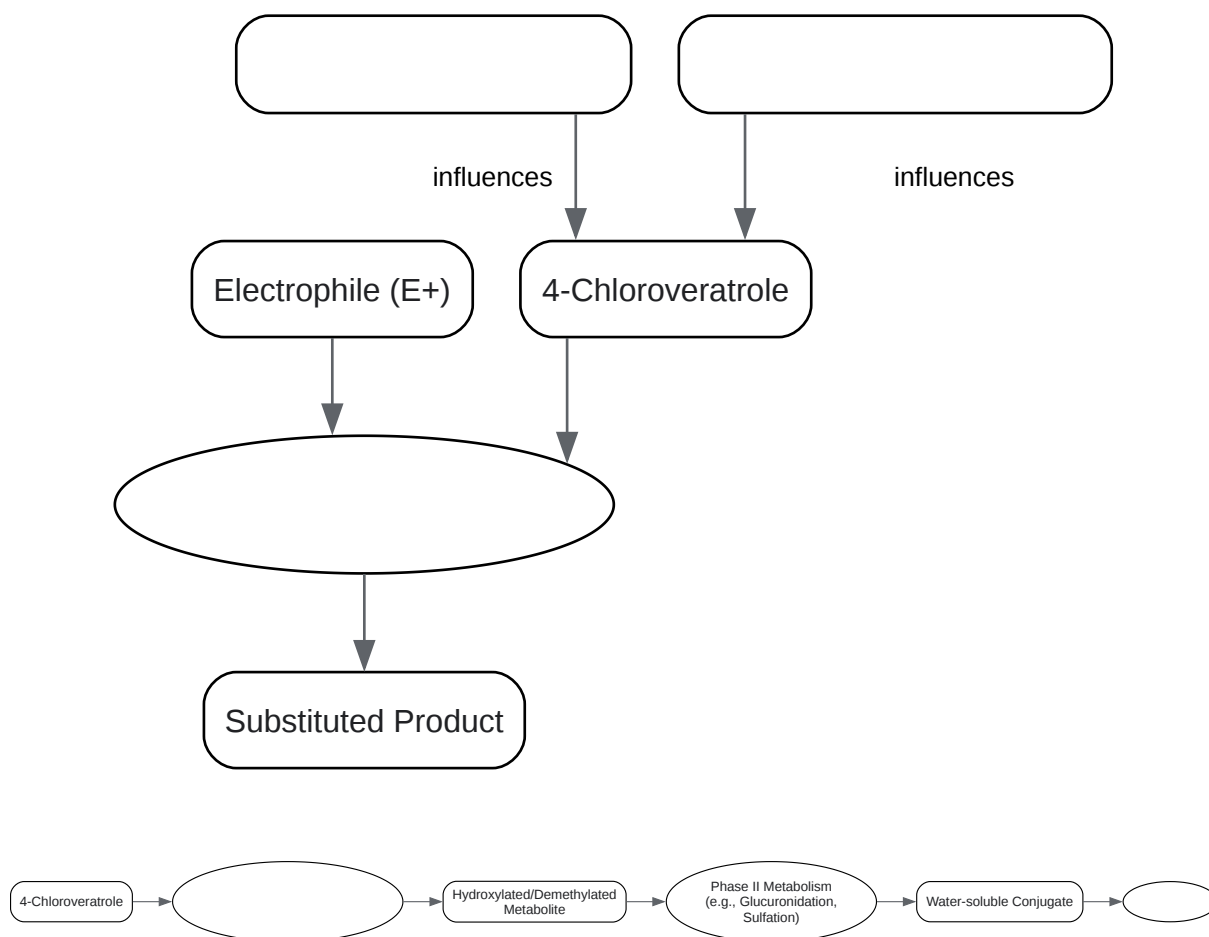 influences
influences
Electrophile (E+)
4-Chloroveratrole
Substituted Product
4-Chloroveratrole
Hydroxylated/Demethylated
Metabolite
Phase II Metabolism
(e.g., Glucuronidation,
Sulfation)
Water-soluble Conjugate